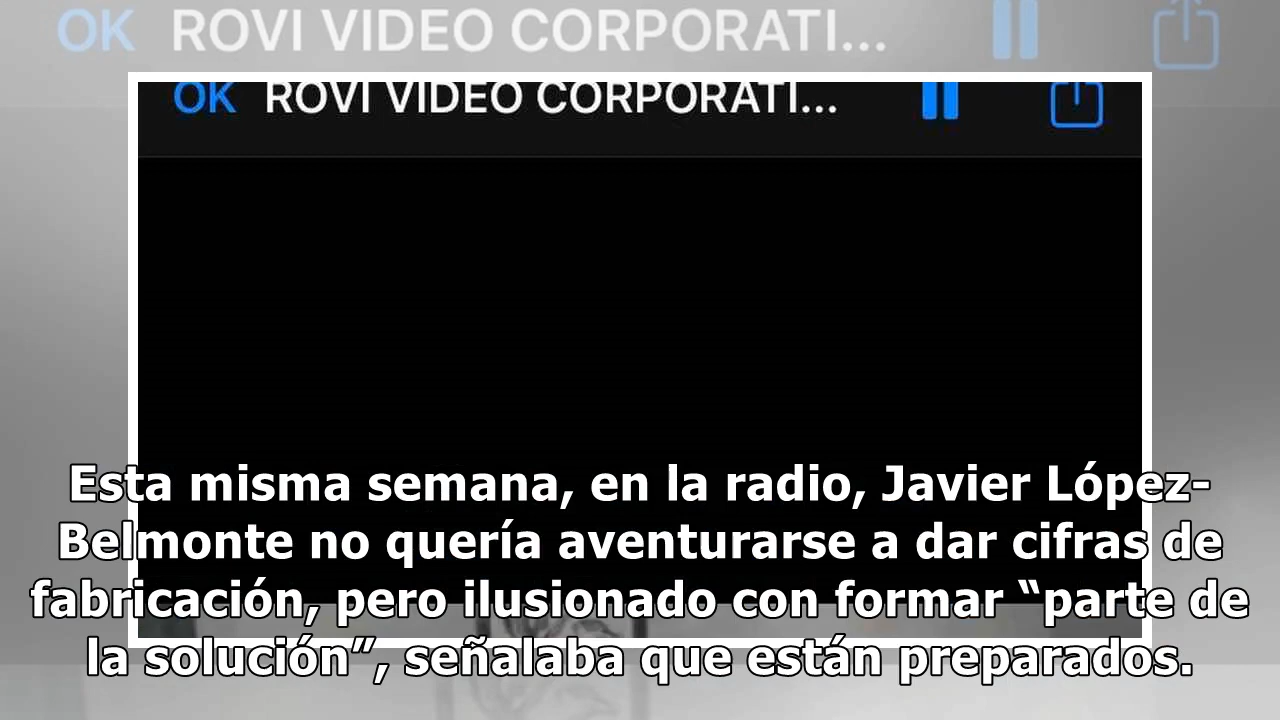 OK ROVI VIDEO CORPORATI...
OK ROVI VIDEO CORPORATI...
Esta misma semana, en la radio, Javier López-
Belmonte no quería aventurarse a dar cifras de
fabricación, pero ilusionado con formar “parte de
la solución”, señalaba que están preparados.